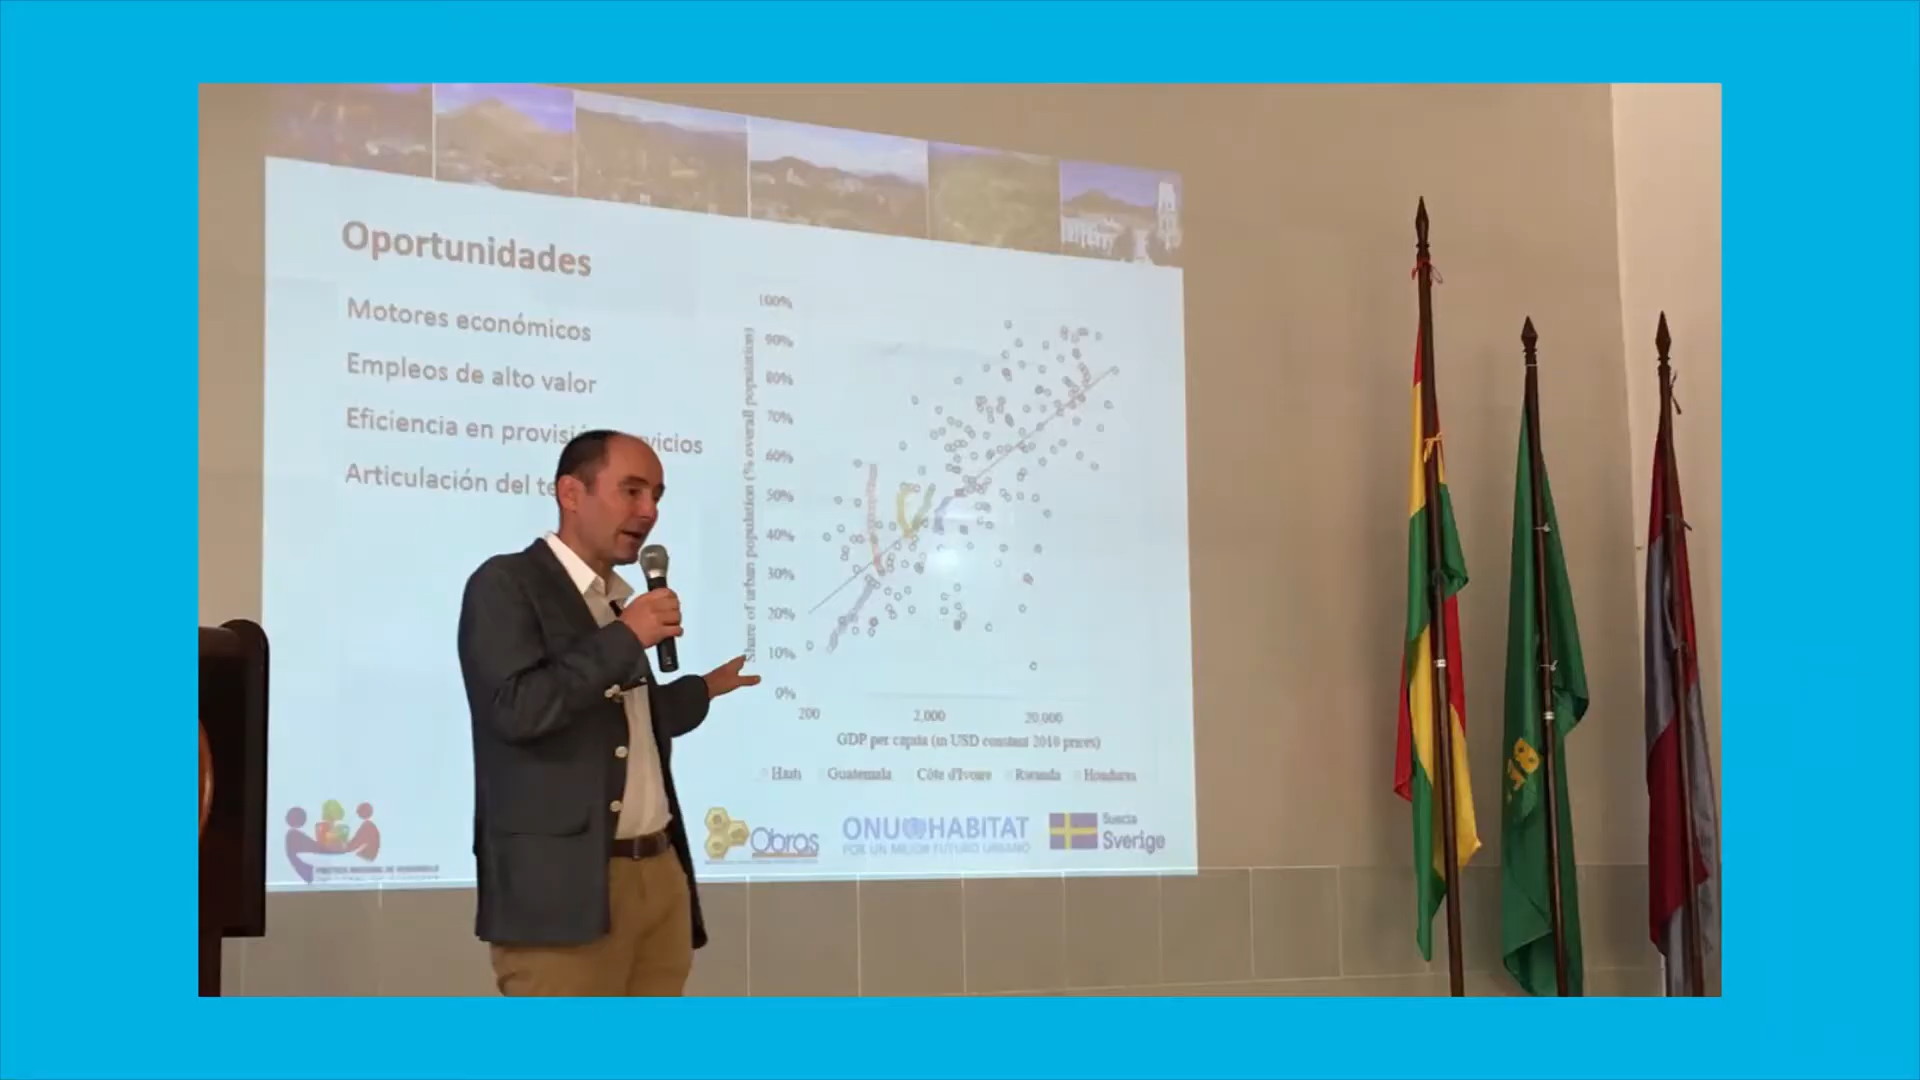 Oportunidades
Motores económicos
Empleos de alto valor
Eficiencia en provisi vicios
Articulación del te
100%
90%
80%
70%
60%
50%
40%
30%
20%
10%
0%
Share of urban population (% overall population)
200 2,000 20,000
GDP per capita (in USD constant 2010 prices)
Haiti Guatemala Côte d'Ivoire Rwanda Honduras
Obras
ONU HABITAT
POR UN MEJOR FUTURO URBANO
Suecia
Sverige